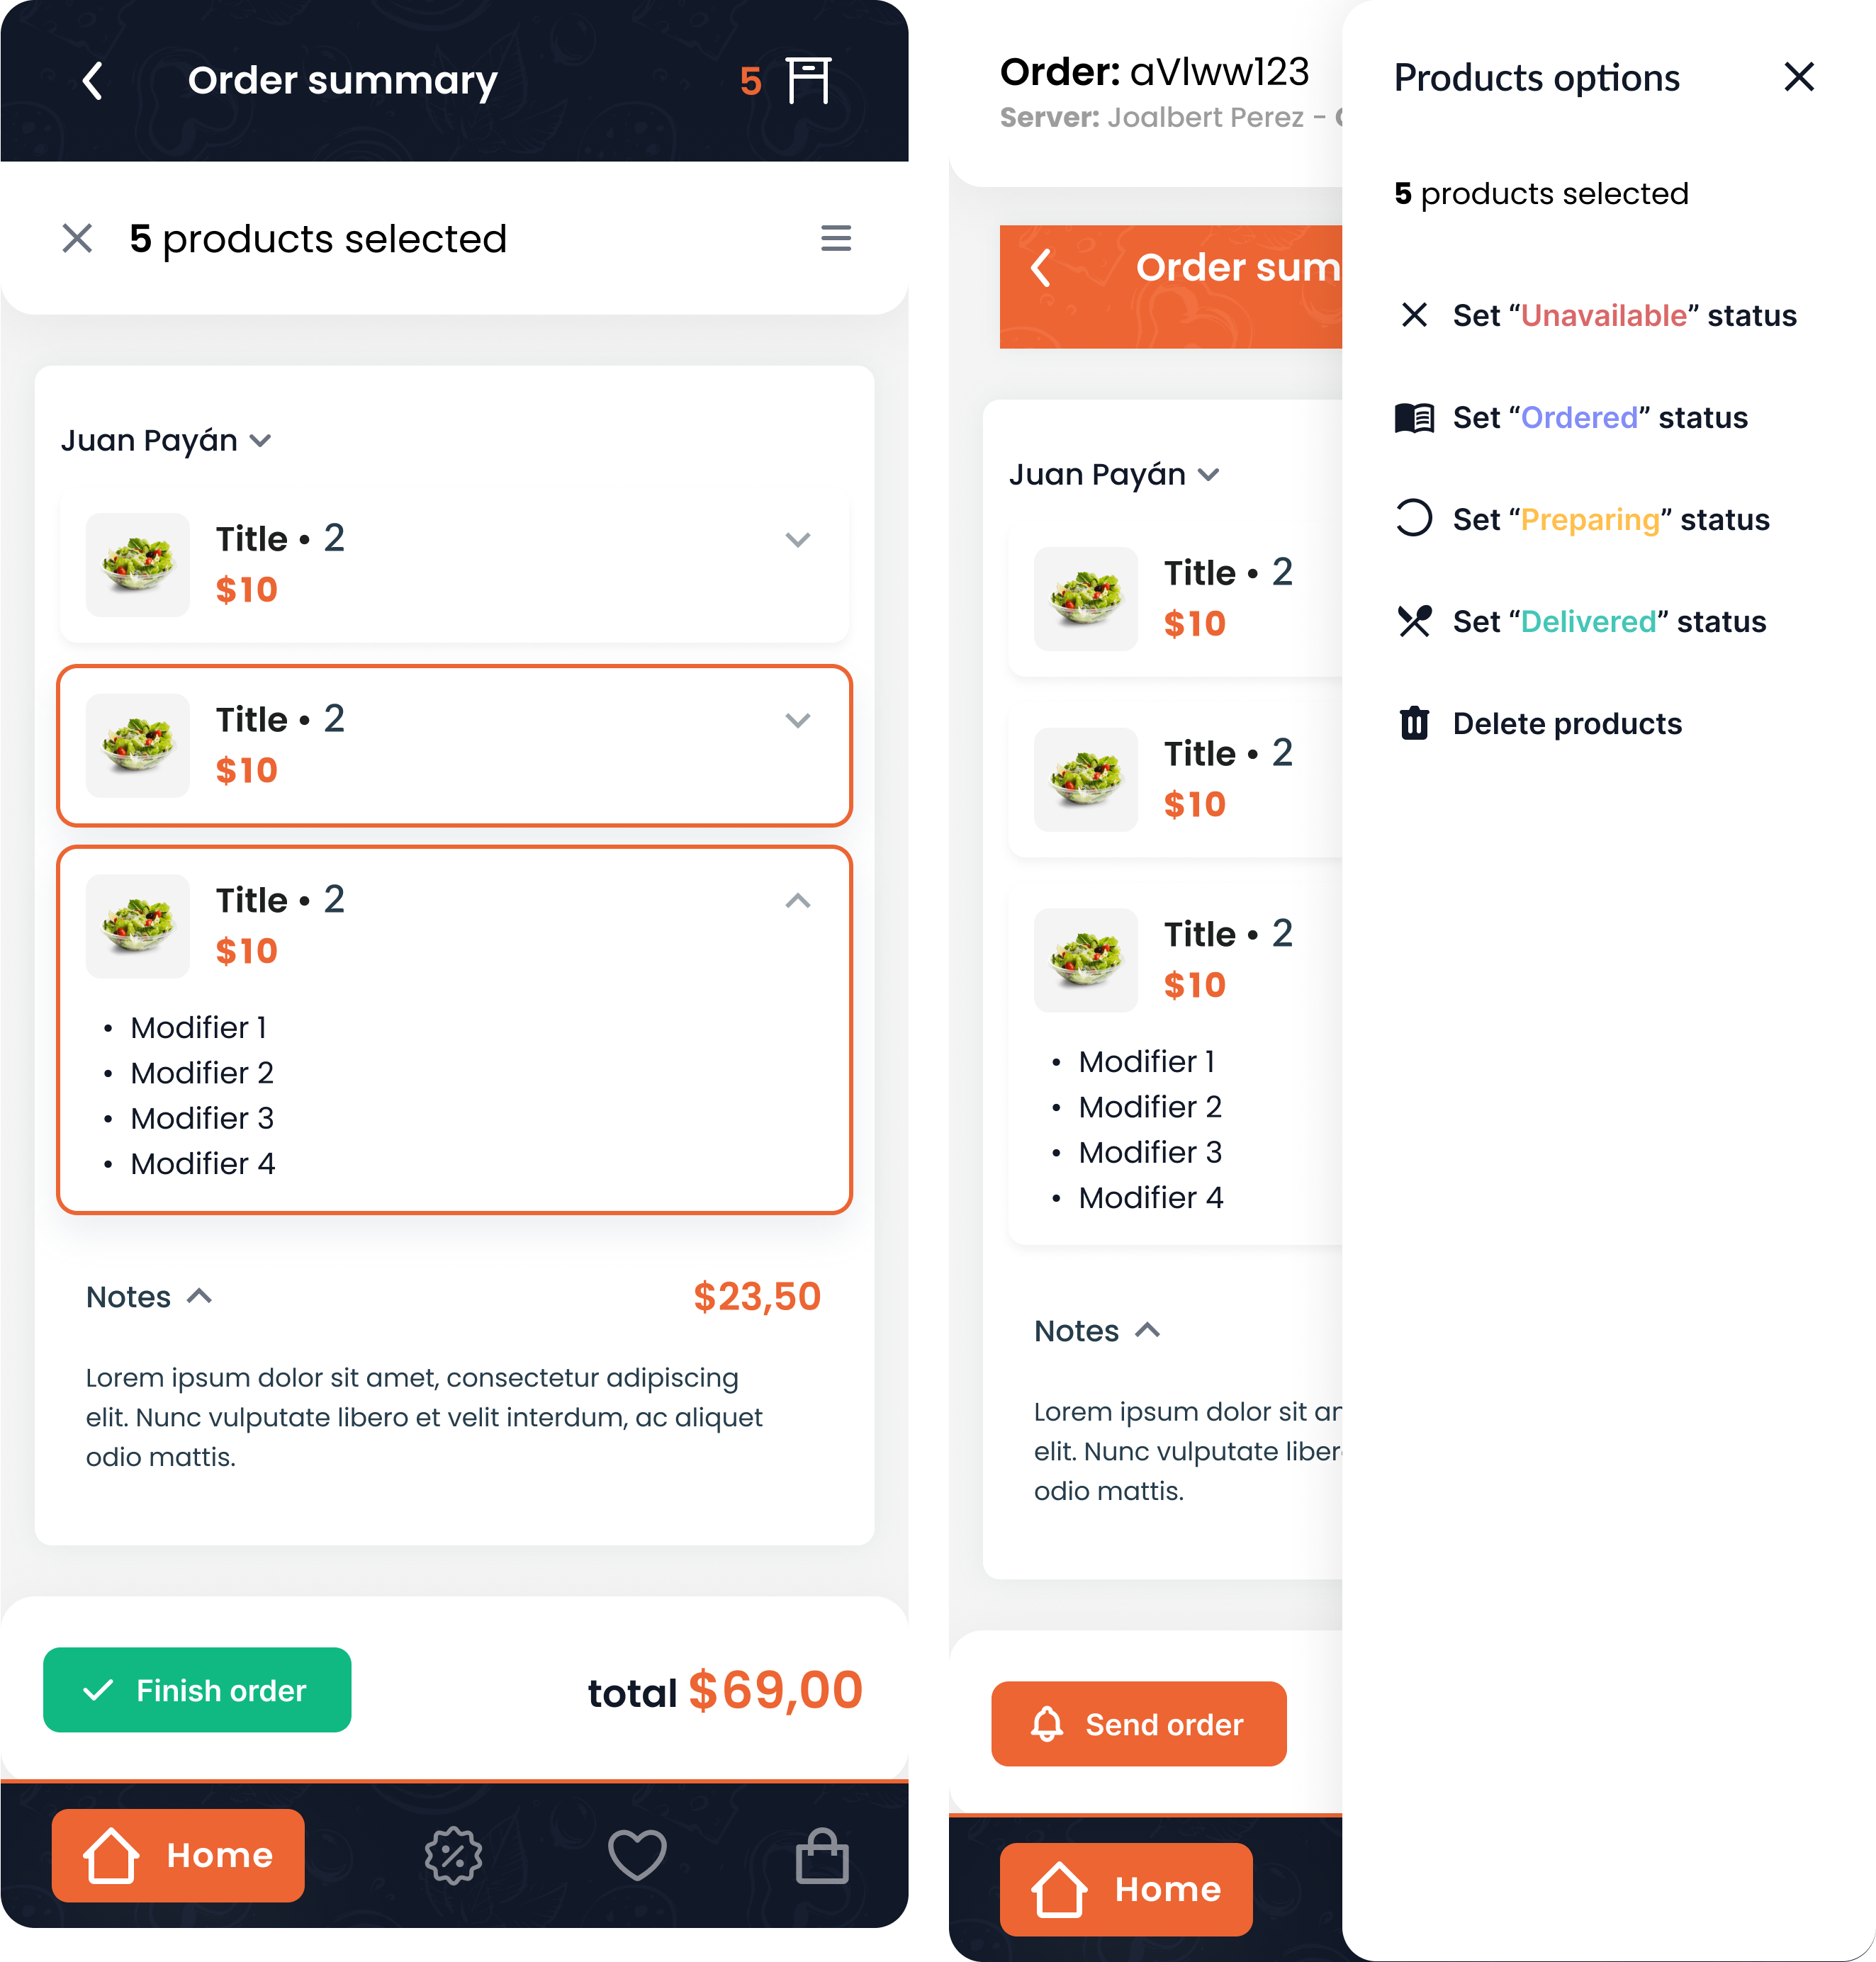 Order summary
5
5 products selected
Juan Payán
Title • 2
$10
Title • 2
$10
Title • 2
$10
• Modifier 1
• Modifier 2
• Modifier 3
• Modifier 4
Notes
$23,50
Lorem ipsum dolor sit amet, consectetur adipiscing
elit. Nunc vulputate libero et velit interdum, ac aliquet
odio mattis.
Finish order
total $69,00
Home
Order: aVlww123
Server: Joalbert Perez -
Order sum
Juan Payán
Title • 2
$10
Title • 2
$10
Title • 2
$10
• Modifier 1
• Modifier 2
• Modifier 3
• Modifier 4
Notes
Lorem ipsum dolor sit
elit. Nunc vulputate
odio mattis.
Send order
Home
Products options
5 products selected
Set “Unavailable” status
Set “Ordered” status
Set “Preparing” status
Set “Delivered” status
Delete products